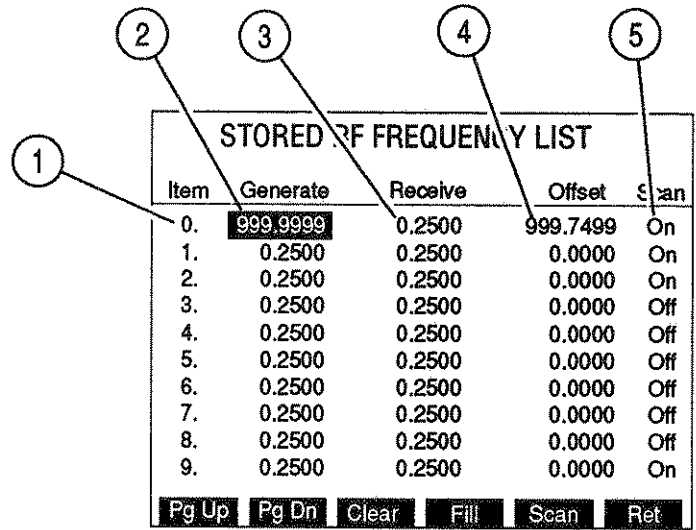 2 3 4 5
1
STORED RF FREQUENCY LIST
Item Generate Receive Offset Scan
0. 999.9999 0.2500 999.7499 On
1. 0.2500 0.2500 0.0000 On
2. 0.2500 0.2500 0.0000 On
3. 0.2500 0.2500 0.0000 Off
4. 0.2500 0.2500 0.0000 Off
5. 0.2500 0.2500 0.0000 Off
6. 0.2500 0.2500 0.0000 Off
7. 0.2500 0.2500 0.0000 Off
8. 0.2500 0.2500 0.0000 Off
9. 0.2500 0.2500 0.0000 On
Pg Up Pg Dn Clear Fill Scan Ret